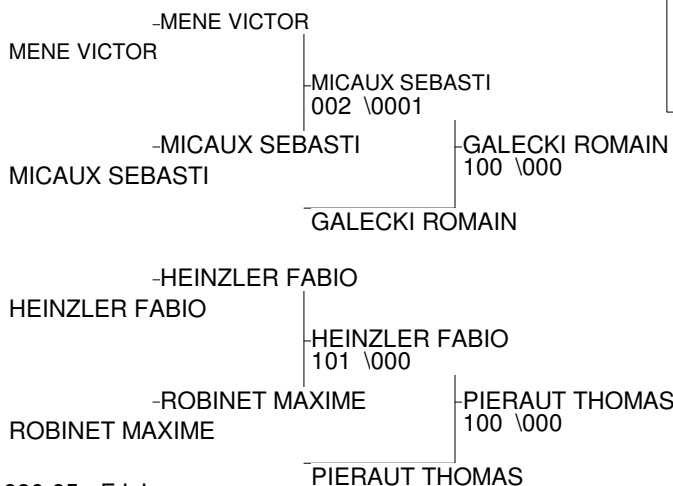 -MENE VICTOR
MENE VICTOR
-MICAUX SEBASTI
002 \0001
-MICAUX SEBASTI
-GALECKI ROMAIN
100 \000
MICAUX SEBASTI
GALECKI ROMAIN
-HEINZLER FABIO
HEINZLER FABIO
-HEINZLER FABIO
101 \000
-ROBINET MAXIME
-PIERAUT THOMAS
100 \000
ROBINET MAXIME
PIERAUT THOMAS